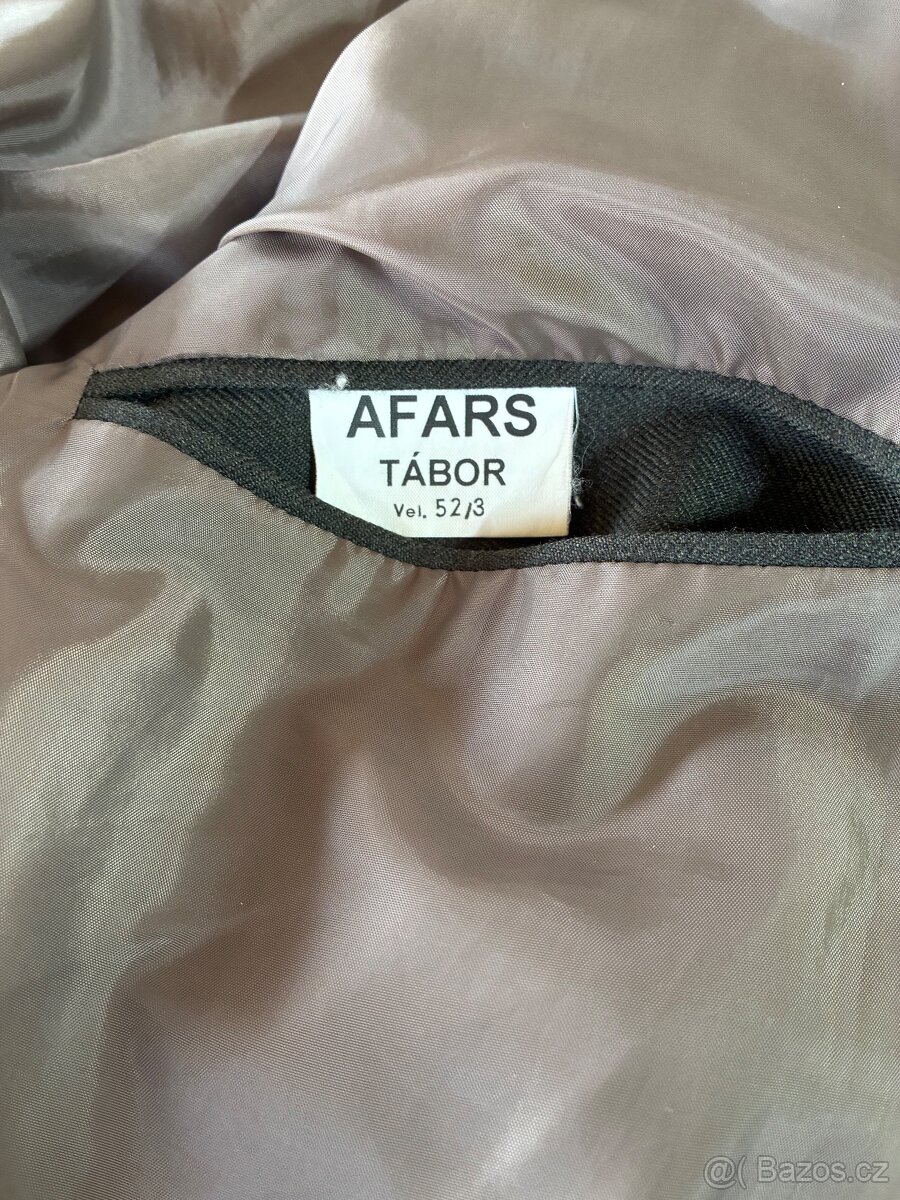 AFARS
TÁBOR
Vel. 52/3
@( Bazos.cz